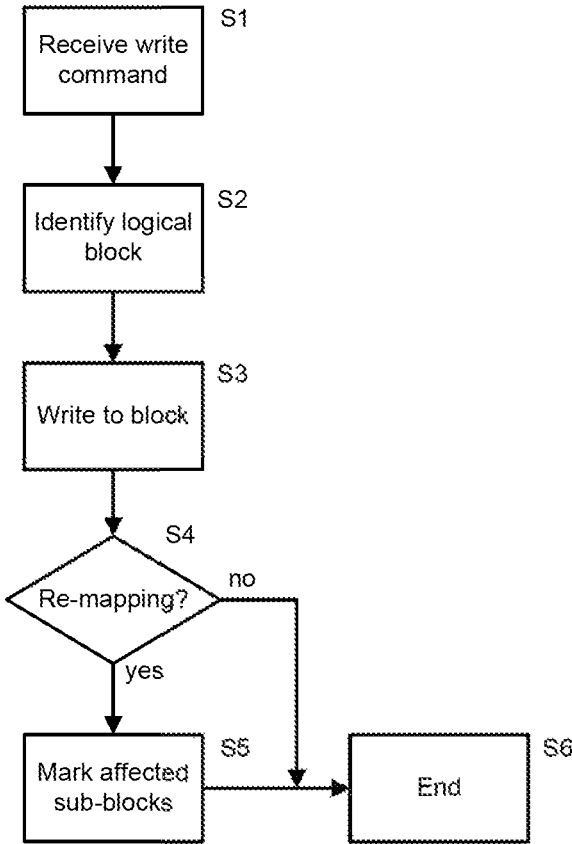 S1
Receive write
command
S2
Identify logical
block
S3
Write to block
S4
Re-mapping?
no
yes
S5
Mark affected
sub-blocks
S6
End